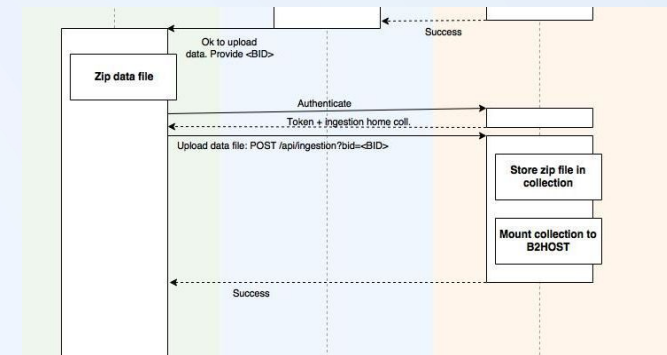 Success
Ok to upload
data. Provide <BID>
Zip data file
Authenticate
Token + ingestion home coll.
Upload data file: POST /api/ingestion?bid=<BID>
Store zip file in
collection
Mount collection to
B2HOST
Success